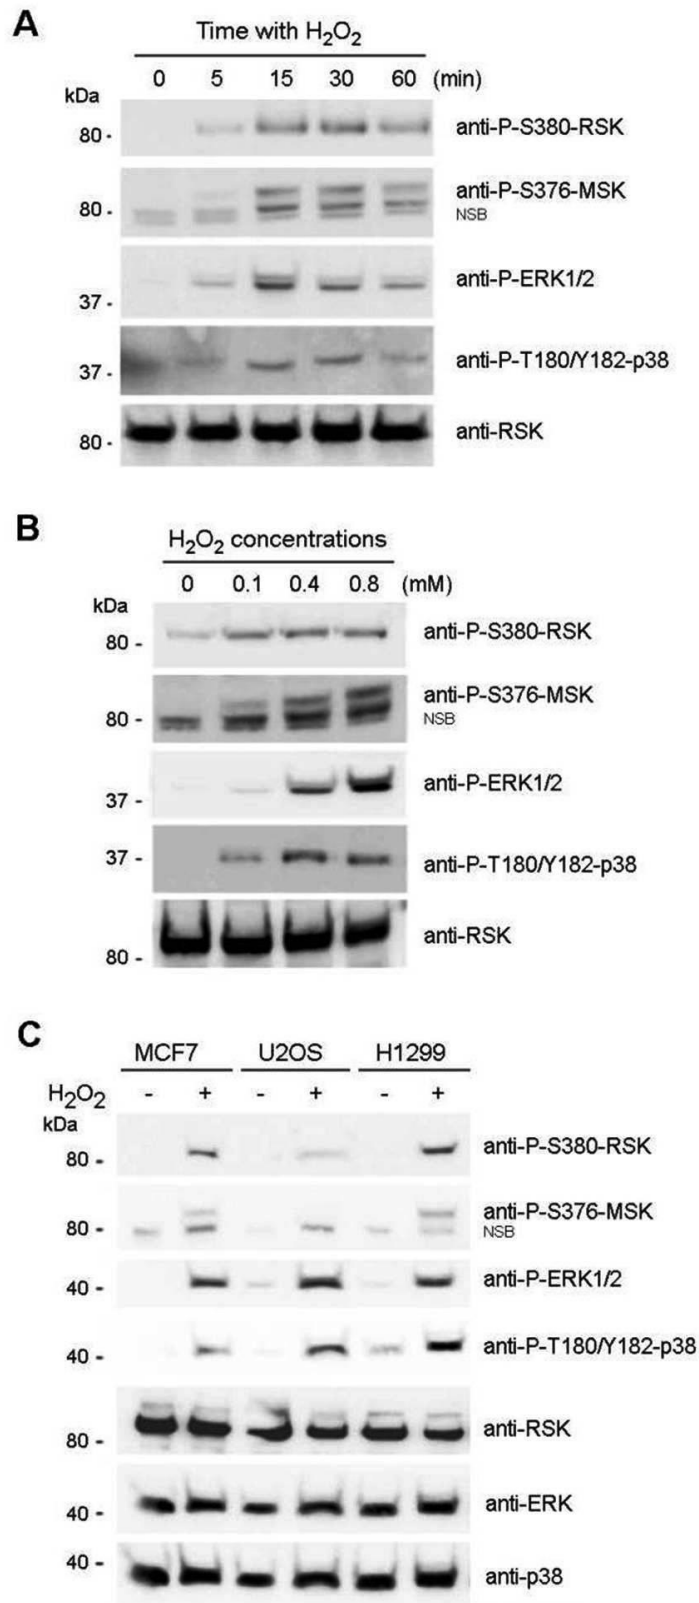 A
Time with H₂O₂
0 5 15 30 60 (min)
kDa
80 - anti-P-S380-RSK
80 - anti-P-S376-MSK
NSB
37 - anti-P-ERK1/2
37 - anti-P-T180/Y182-p38
80 - anti-RSK
B
H₂O₂ concentrations
0 0.1 0.4 0.8 (mM)
kDa
80 - anti-P-S380-RSK
80 - anti-P-S376-MSK
NSB
37 - anti-P-ERK1/2
37 - anti-P-T180/Y182-p38
80 - anti-RSK
C
MCF7 U2OS H1299
H₂O₂ - + - + - +
kDa
80 - anti-P-S380-RSK
80 - anti-P-S376-MSK
NSB
40 - anti-P-ERK1/2
40 - anti-P-T180/Y182-p38
80 - anti-RSK
40 - anti-ERK
40 - anti-p38